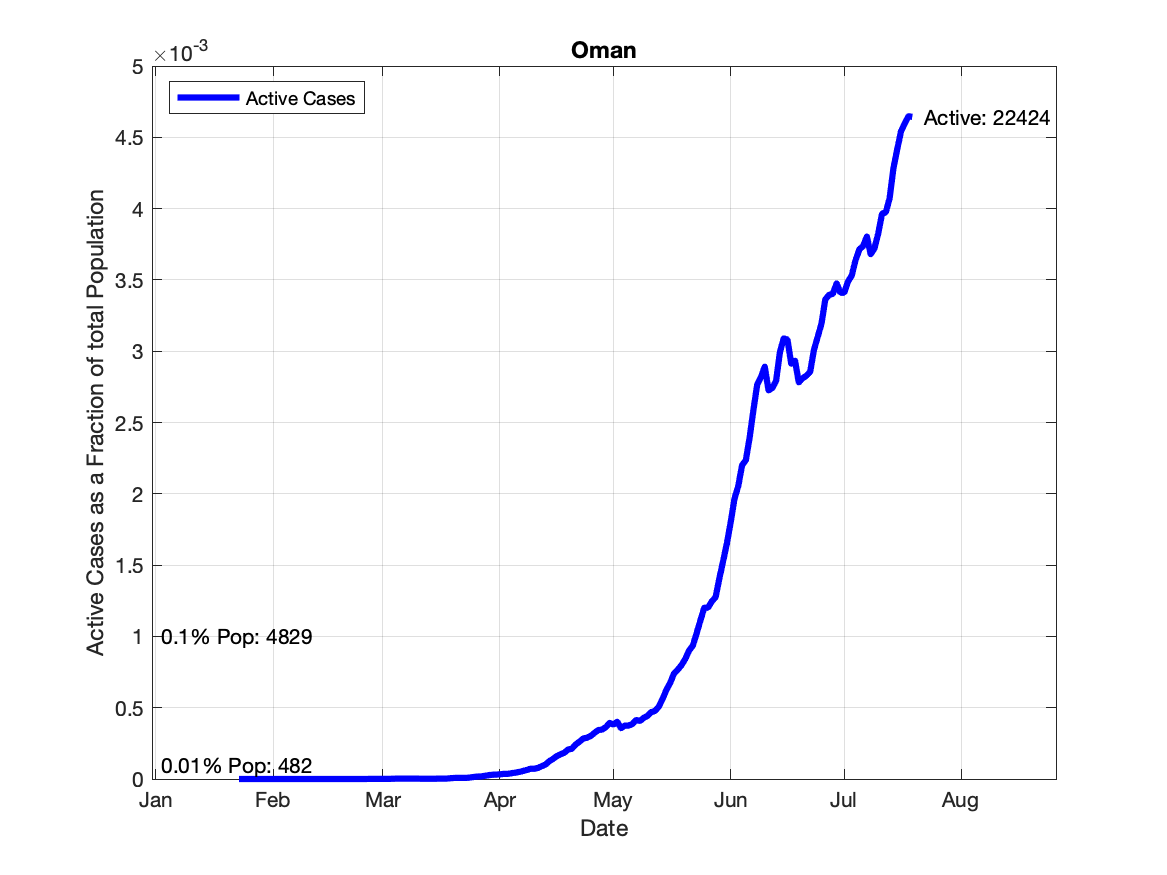 Oman
×10-3
5
4.5
4
3.5
3
2.5
2
1.5
1
0.5
0
Active Cases as a Fraction of total Population
Active Cases
Active: 22424
0.1% Pop: 4829
0.01% Pop: 482
Jan Feb Mar Apr May Jun Jul Aug
Date